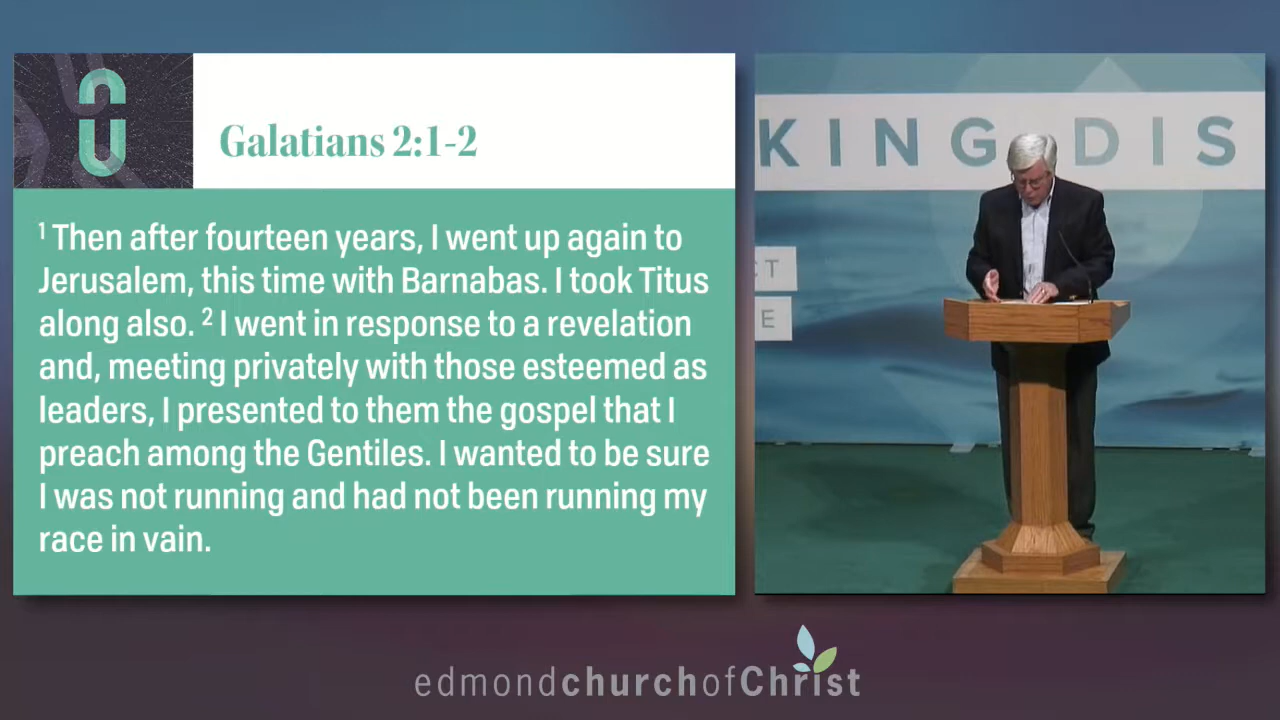 Galatians 2:1-2
¹ Then after fourteen years, I went up again to
Jerusalem, this time with Barnabas. I took Titus
along also. ² I went in response to a revelation
and, meeting privately with those esteemed as
leaders, I presented to them the gospel that I
preach among the Gentiles. I wanted to be sure
I was not running and had not been running my
race in vain.
KING DIS
CT
E
edmondchurchofChrist